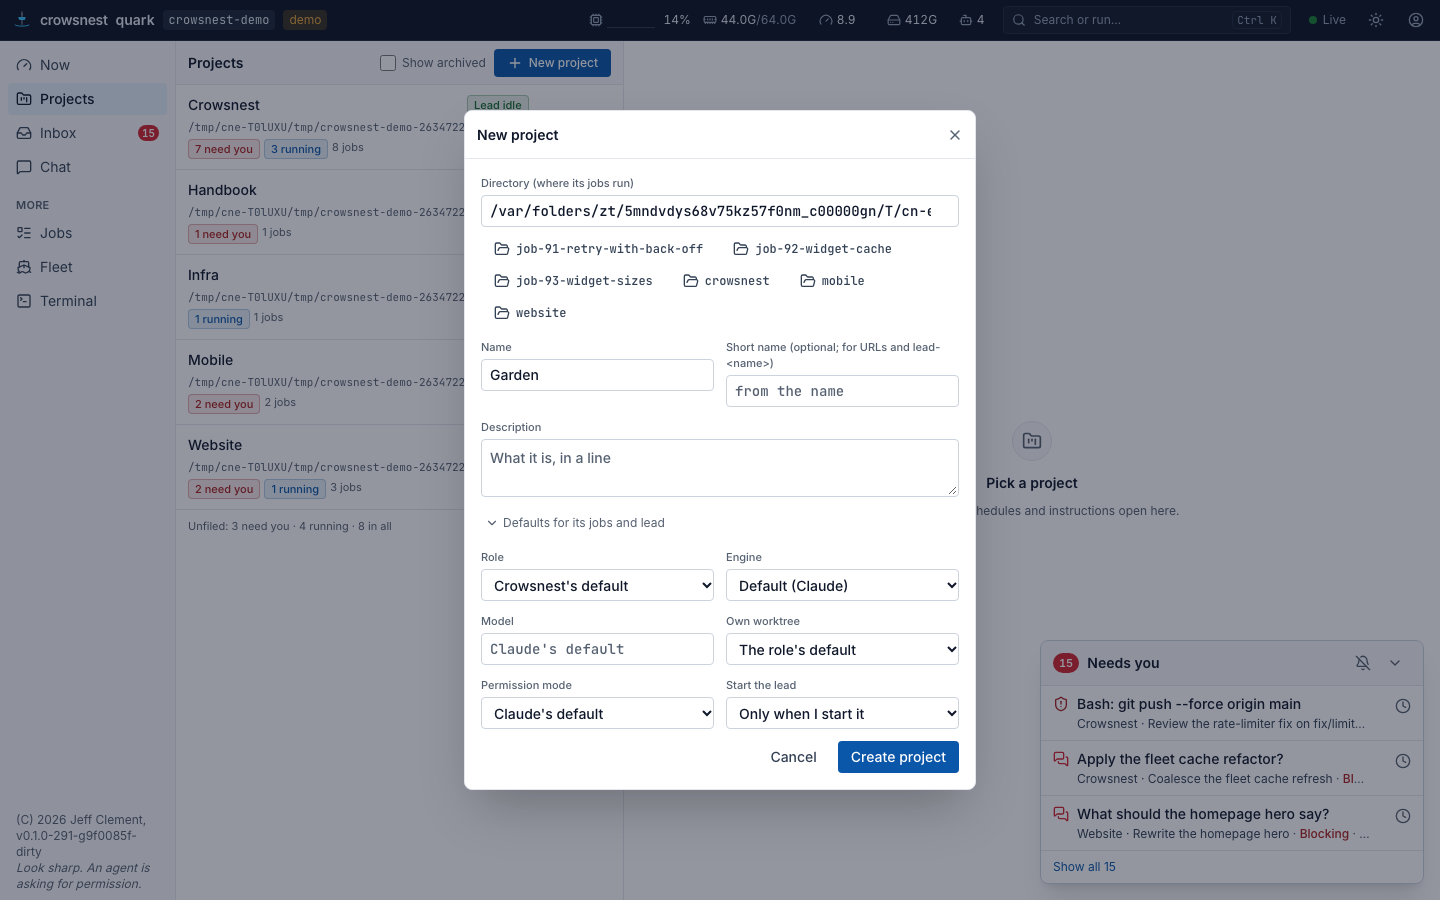 crowsnest quark crowsnest-demo demo 14% 44.0G/64.0G 8.9 412G 4 Search or run... Ctrl K Live
Now
Projects
Inbox 15
Chat
MORE
Jobs
Fleet
Terminal
(C) 2026 Jeff Clement,
v0.1.0-291-g9f0085f-
dirty
Look sharp. An agent is
asking for permission.
Projects Show archived New project
Crowsnest Lead idle
/tmp/cne-T0lUXU/tmp/crowsnest-demo-2634722
7 need you 3 running 8 jobs
Handbook
/tmp/cne-T0lUXU/tmp/crowsnest-demo-2634722
1 need you 1 jobs
Infra
/tmp/cne-T0lUXU/tmp/crowsnest-demo-2634722
1 running 1 jobs
Mobile
/tmp/cne-T0lUXU/tmp/crowsnest-demo-2634722
2 need you 2 jobs
Website
/tmp/cne-T0lUXU/tmp/crowsnest-demo-2634722
2 need you 1 running 3 jobs
Unfiled: 3 need you · 4 running · 8 in all
New project
Directory (where its jobs run)
/var/folders/zt/5mndvdys68v75kz57f0nm_c00000gn/T/cn-e
job-91-retry-with-back-off job-92-widget-cache
job-93-widget-sizes crowsnest mobile
website
Name
Garden
Short name (optional; for URLs and lead-
<name>)
from the name
Description
What it is, in a line
Defaults for its jobs and lead
Role Engine
Crowsnest's default Default (Claude)
Model Own worktree
Claude's default The role's default
Permission mode Start the lead
Claude's default Only when I start it
Cancel Create project
Pick a project
hedules and instructions open here.
15 Needs you
Bash: git push --force origin main
Crowsnest · Review the rate-limiter fix on fix/limit...
Apply the fleet cache refactor?
Crowsnest · Coalesce the fleet cache refresh · Bl...
What should the homepage hero say?
Website · Rewrite the homepage hero · Blocking · ...
Show all 15